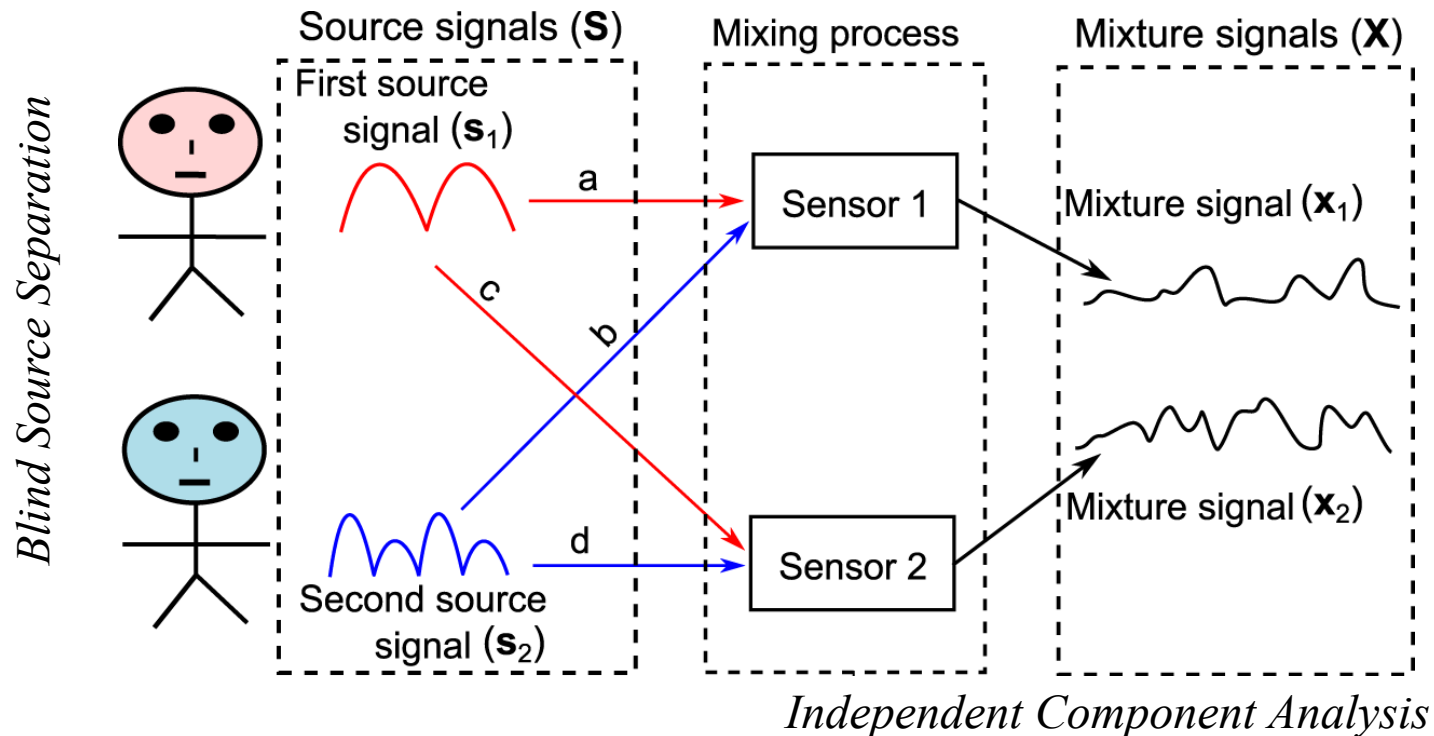 Blind Source Separation
Source signals (S)
First source
signal (s1)
Second source
signal (s2)
a
c
b
d
Mixing process
Sensor 1
Sensor 2
Mixture signals (X)
Mixture signal (x1)
Mixture signal (x2)
Independent Component Analysis